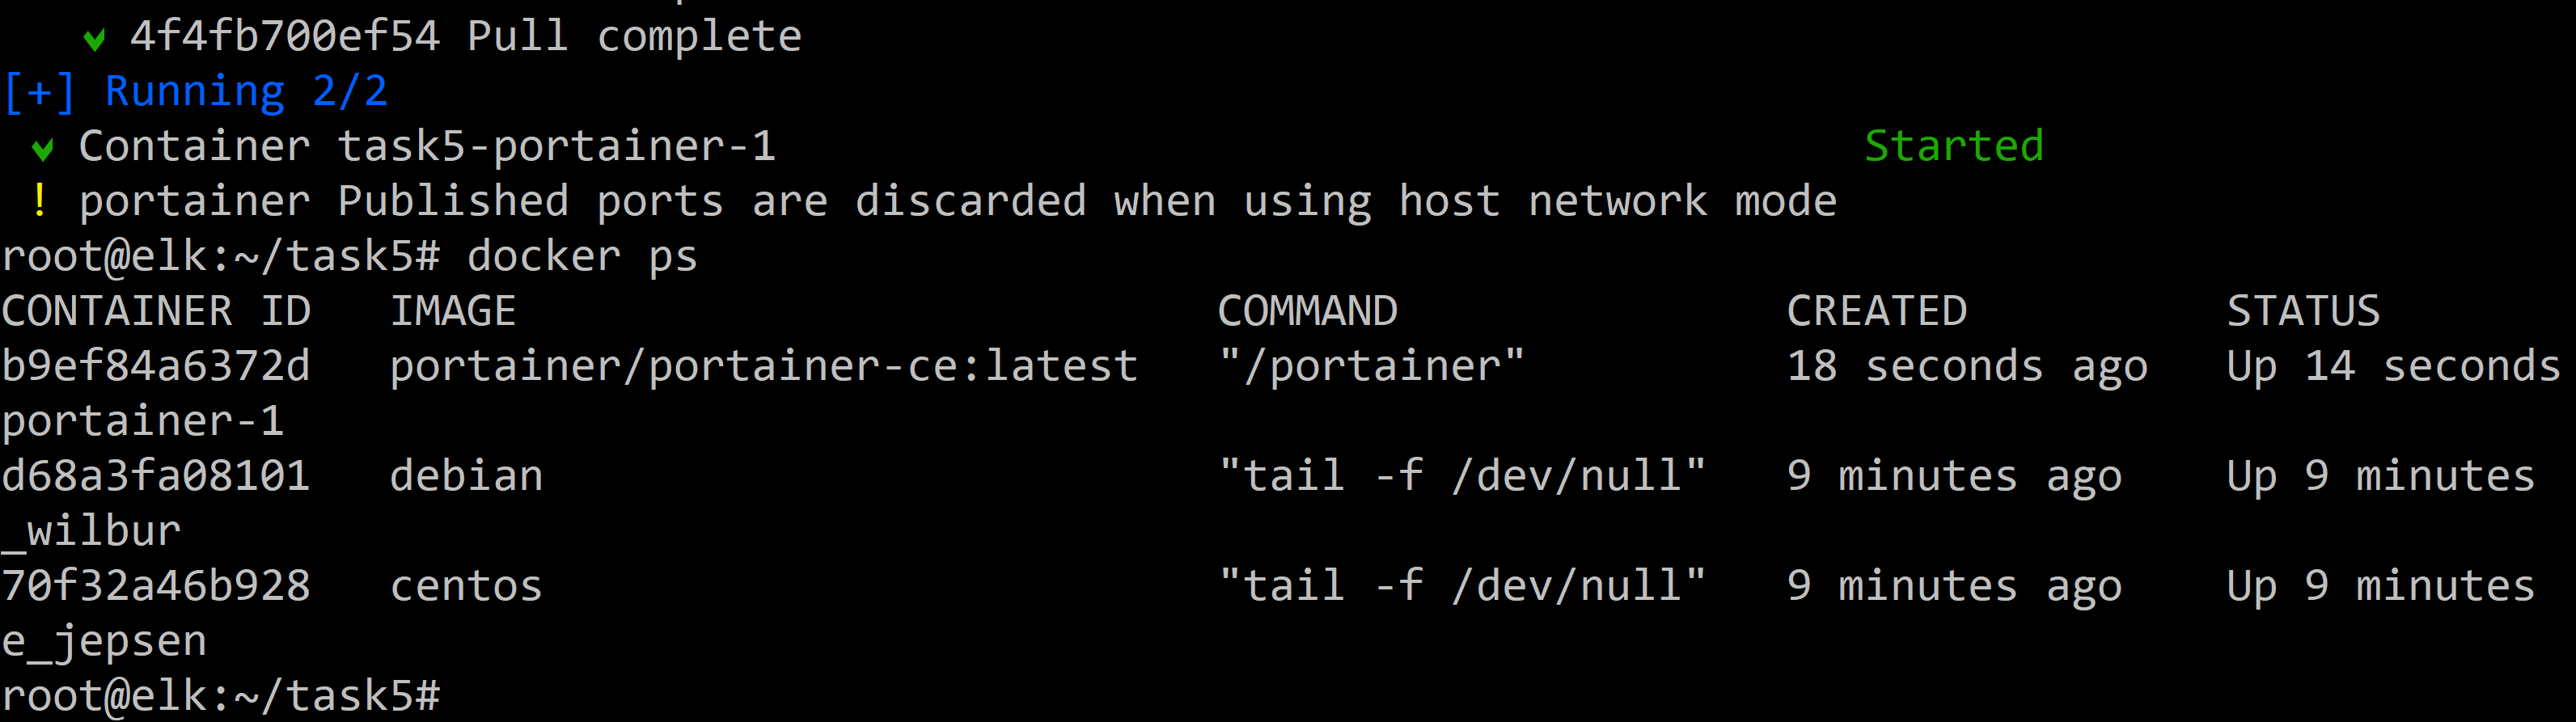 4f4fb700ef54 Pull complete
[+] Running 2/2
Container task5-portainer-1 Started
! portainer Published ports are discarded when using host network mode
root@elk:~/task5# docker ps
CONTAINER ID IMAGE COMMAND CREATED STATUS
b9ef84a6372d portainer/portainer-ce:latest "/portainer" 18 seconds ago Up 14 seconds
portainer-1
d68a3fa08101 debian "tail -f /dev/null" 9 minutes ago Up 9 minutes
_wilbur
70f32a46b928 centos "tail -f /dev/null" 9 minutes ago Up 9 minutes
e_jepsen
root@elk:~/task5#